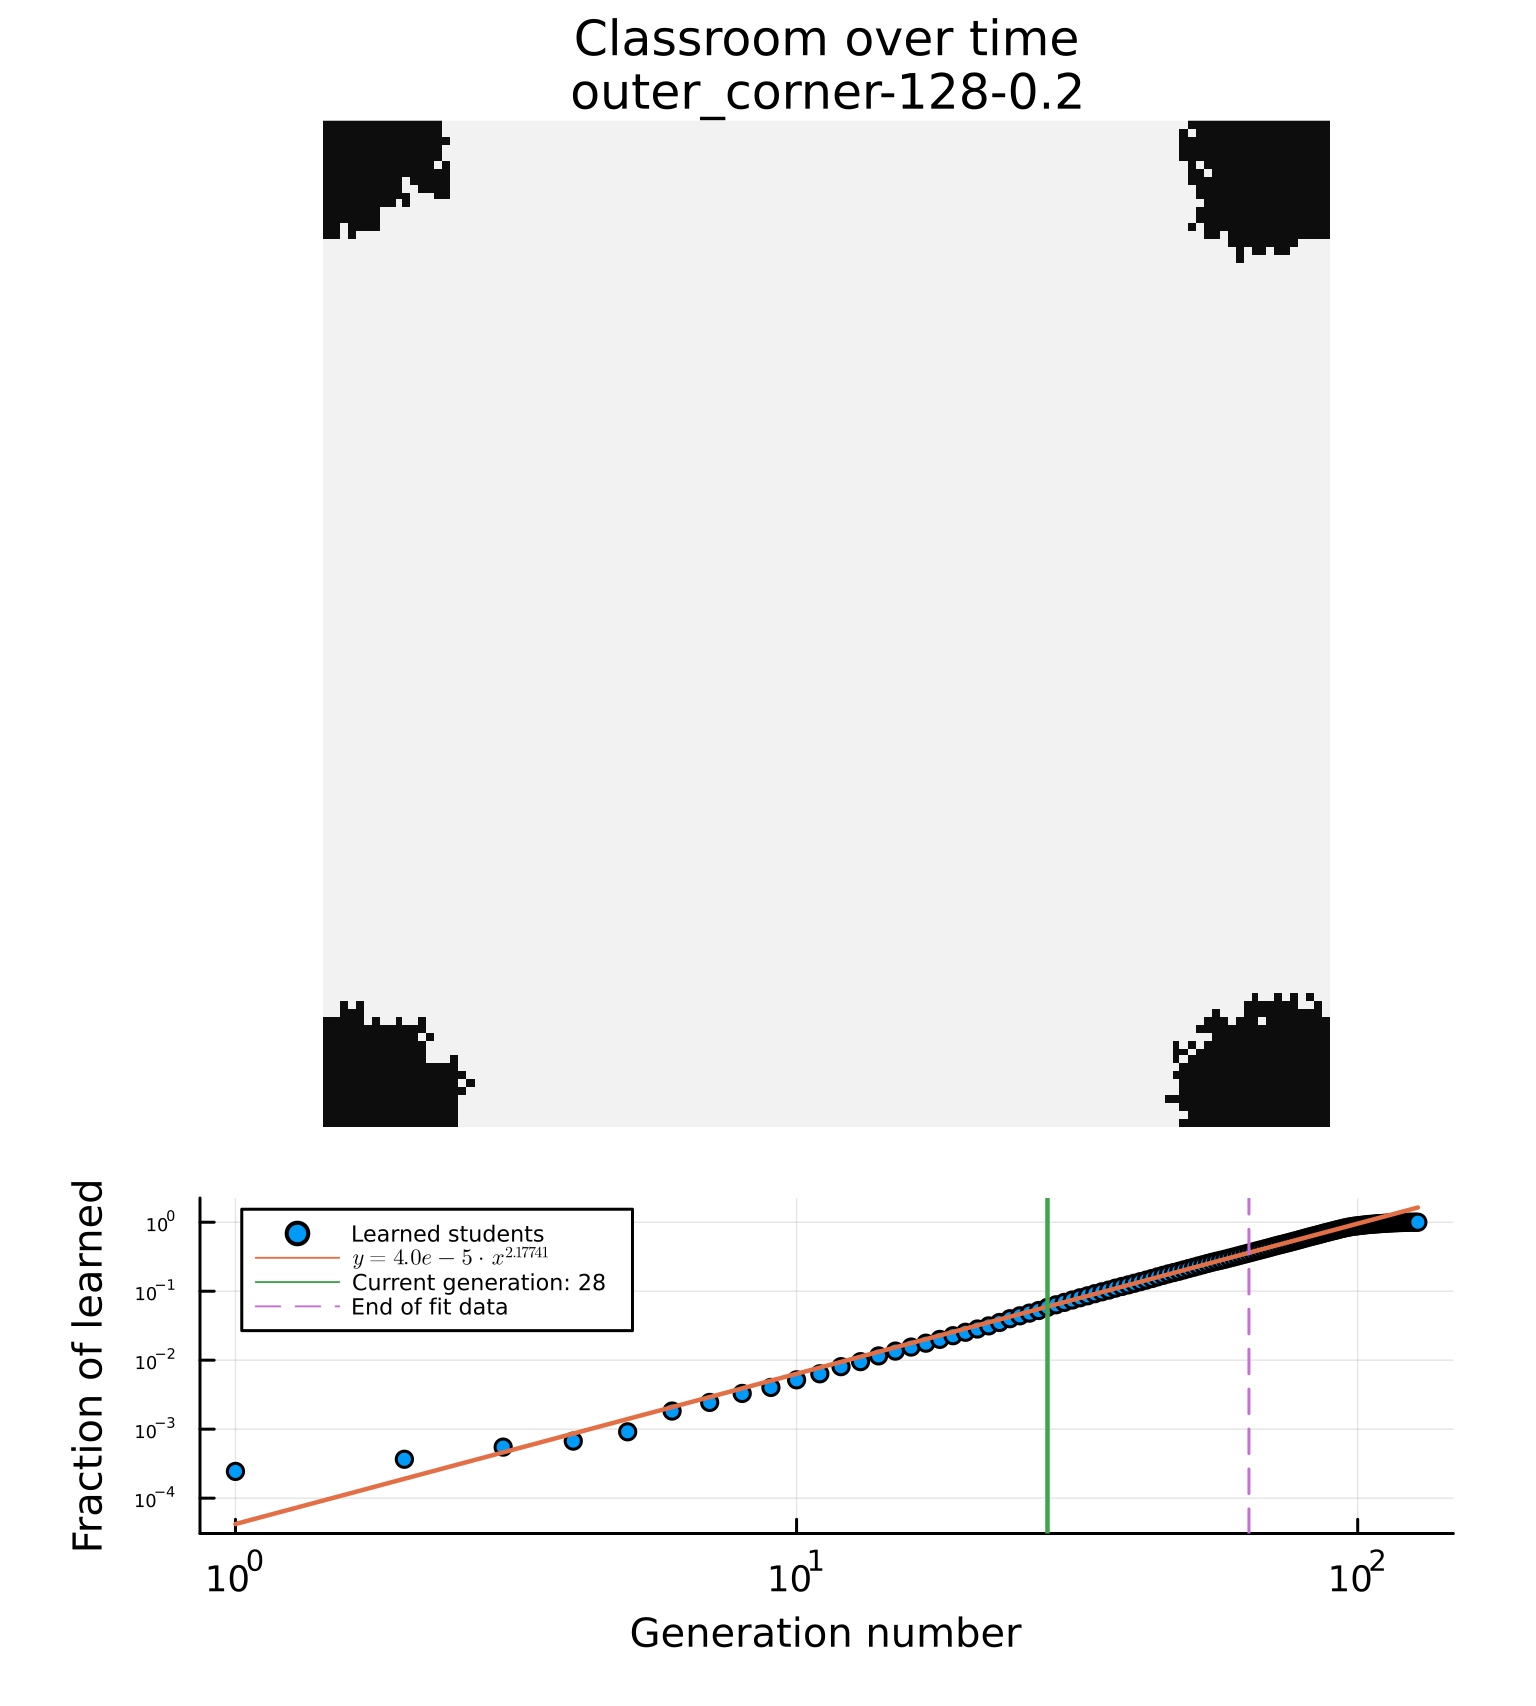 Classroom over time
outer_corner-128-0.2
Fraction of learned
10⁰
10⁻¹
10⁻²
10⁻³
10⁻⁴
Learned students
y = 4.0e − 5 · x^2.17741
Current generation: 28
End of fit data
10⁰ 10¹ 10²
Generation number